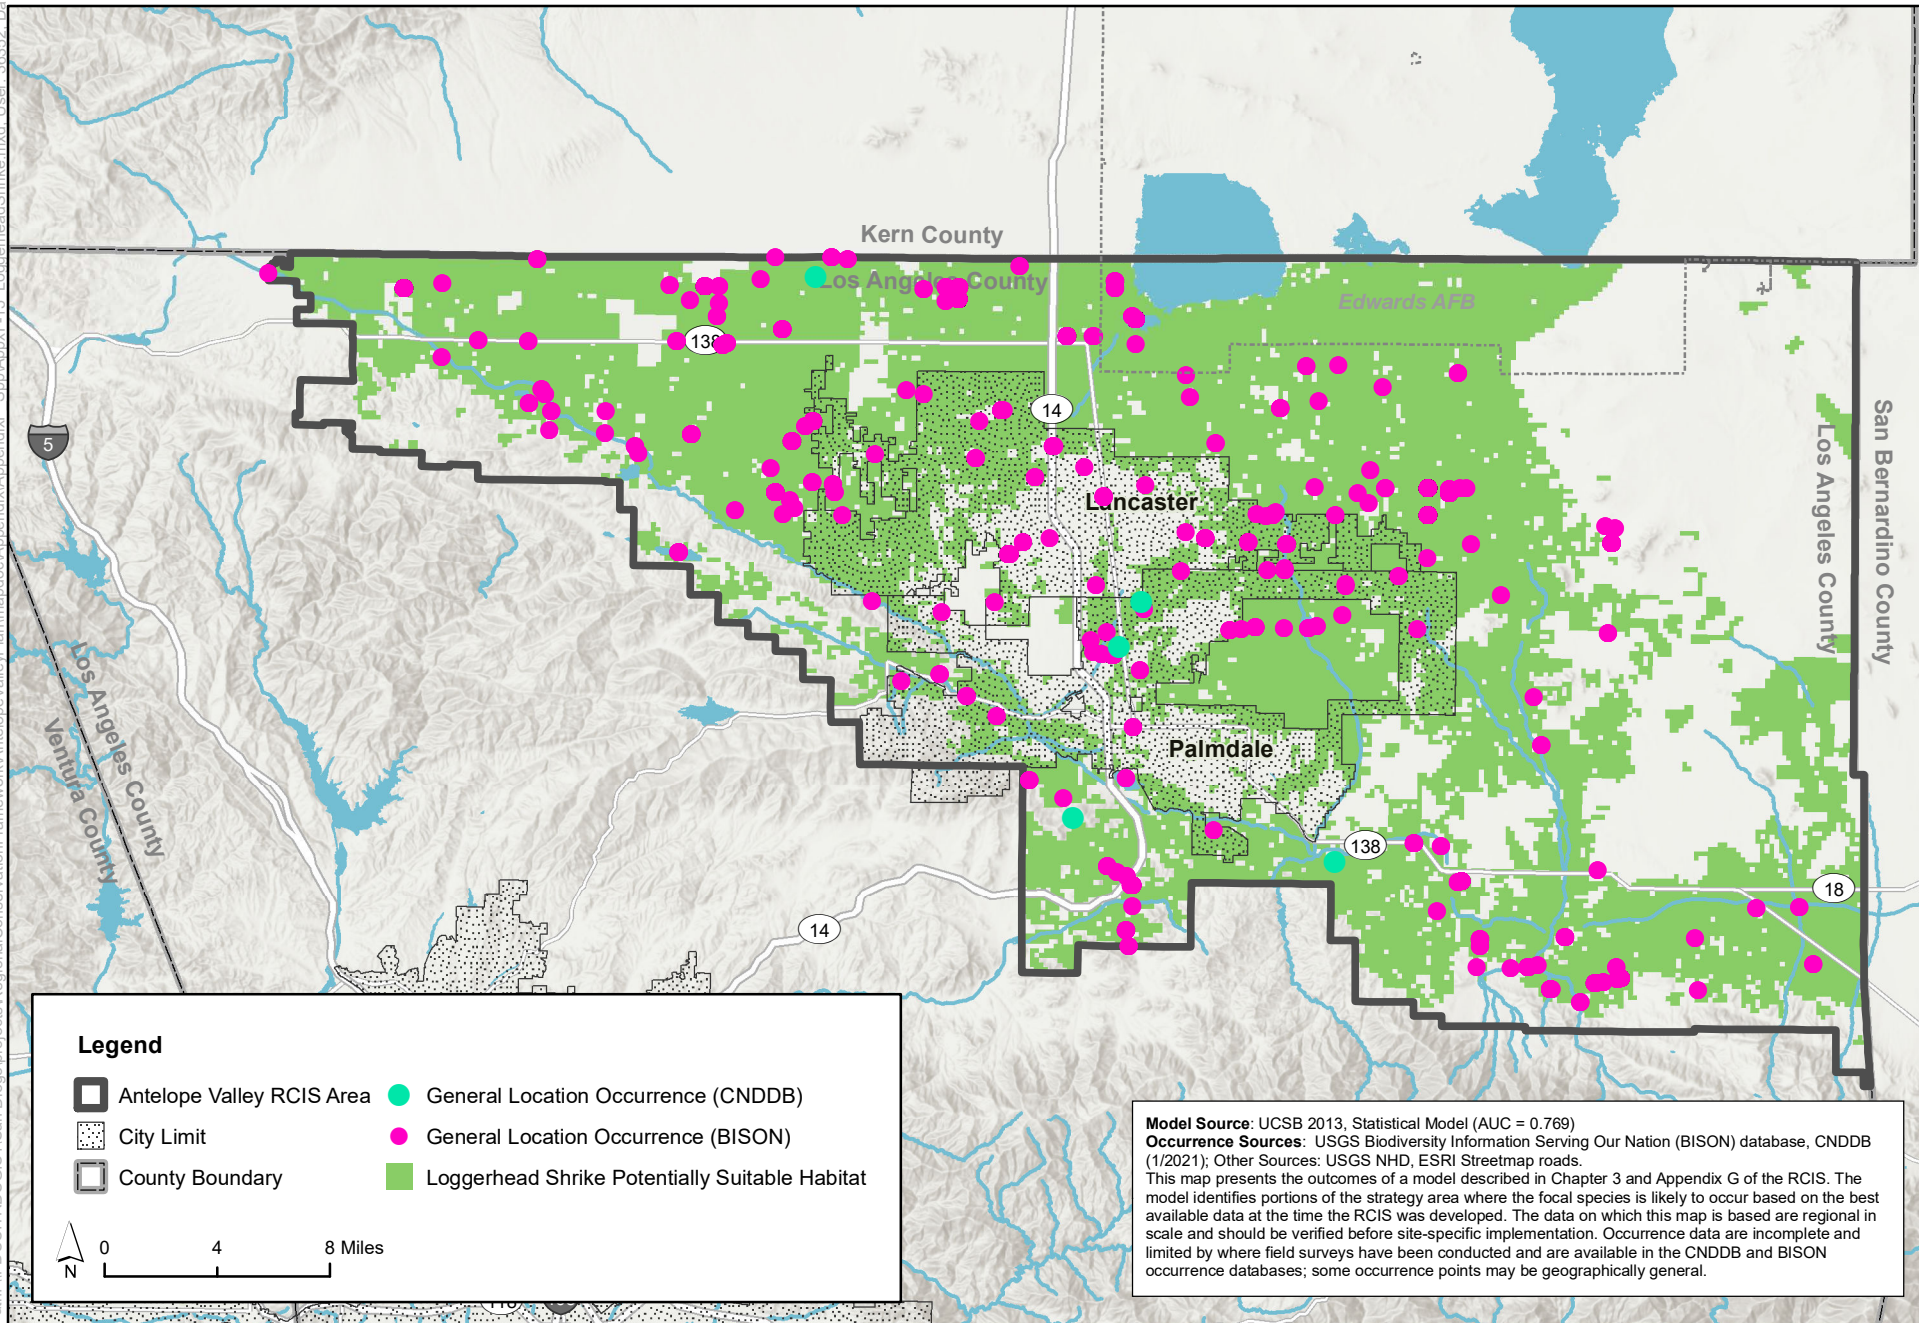 Kern County
Los Angeles County
Edwards AFB
138
14
5
Lancaster
San Bernardino County
Los Angeles County
Los Angeles County
Ventura County
Palmdale
138
18
14
Legend
Antelope Valley RCIS Area
City Limit
County Boundary
General Location Occurrence (CNDDB)
General Location Occurrence (BISON)
Loggerhead Shrike Potentially Suitable Habitat
N
0 4 8 Miles
Model Source: UCSB 2013, Statistical Model (AUC = 0.769)
Occurrence Sources: USGS Biodiversity Information Serving Our Nation (BISON) database, CNDDB
(1/2021); Other Sources: USGS NHD, ESRI Streetmap roads.
This map presents the outcomes of a model described in Chapter 3 and Appendix G of the RCIS. The
model identifies portions of the strategy area where the focal species is likely to occur based on the best
available data at the time the RCIS was developed. The data on which this map is based are regional in
scale and should be verified before site-specific implementation. Occurrence data are incomplete and
limited by where field surveys have been conducted and are available in the CNDDB and BISON
occurrence databases; some occurrence points may be geographically general.